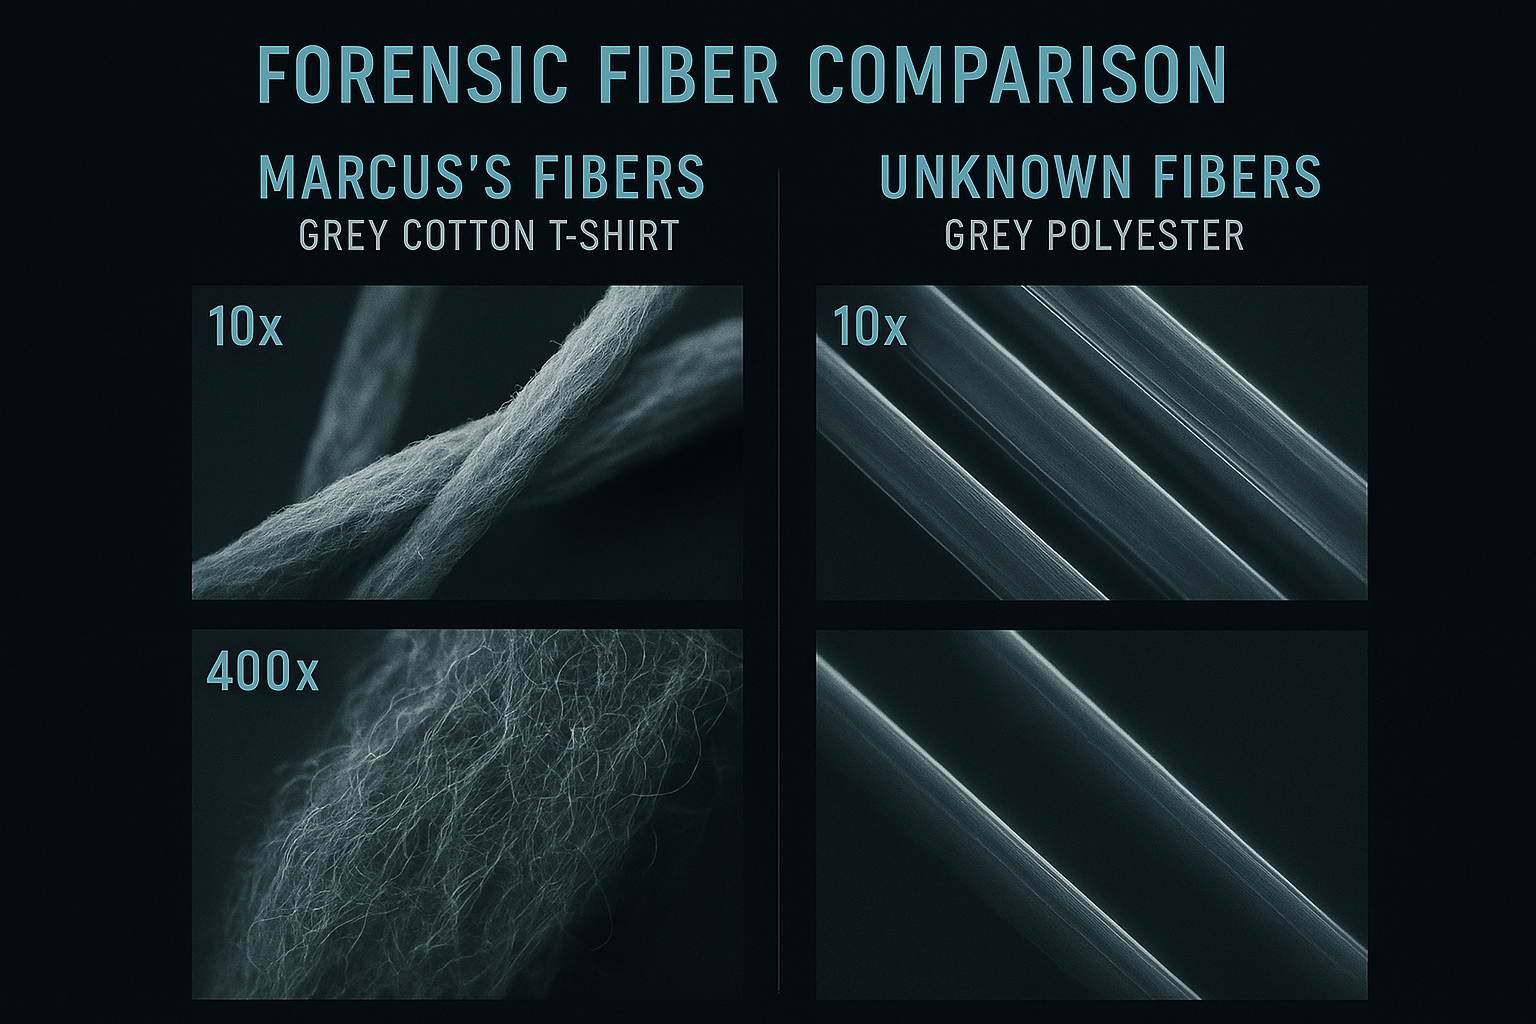 FORENSIC FIBER COMPARISON
MARCUS’S FIBERS
GREY COTTON T-SHIRT
10x
400x
UNKNOWN FIBERS
GREY POLYESTER
10x